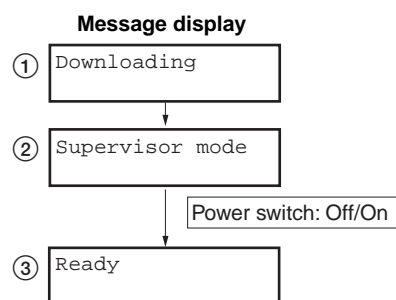 Message display
① Downloading
② Supervisor mode
Power switch: Off/On
③ Ready